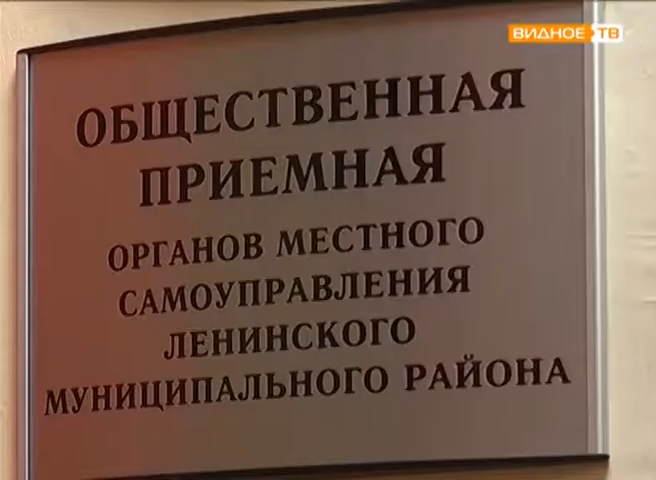 ВИДНОЕ ТВ
ОБЩЕСТВЕННАЯ
ПРИЕМНАЯ
ОРГАНОВ МЕСТНОГО
САМОУПРАВЛЕНИЯ
ЛЕНИНСКОГО
МУНИЦИПАЛЬНОГО РАЙОНА